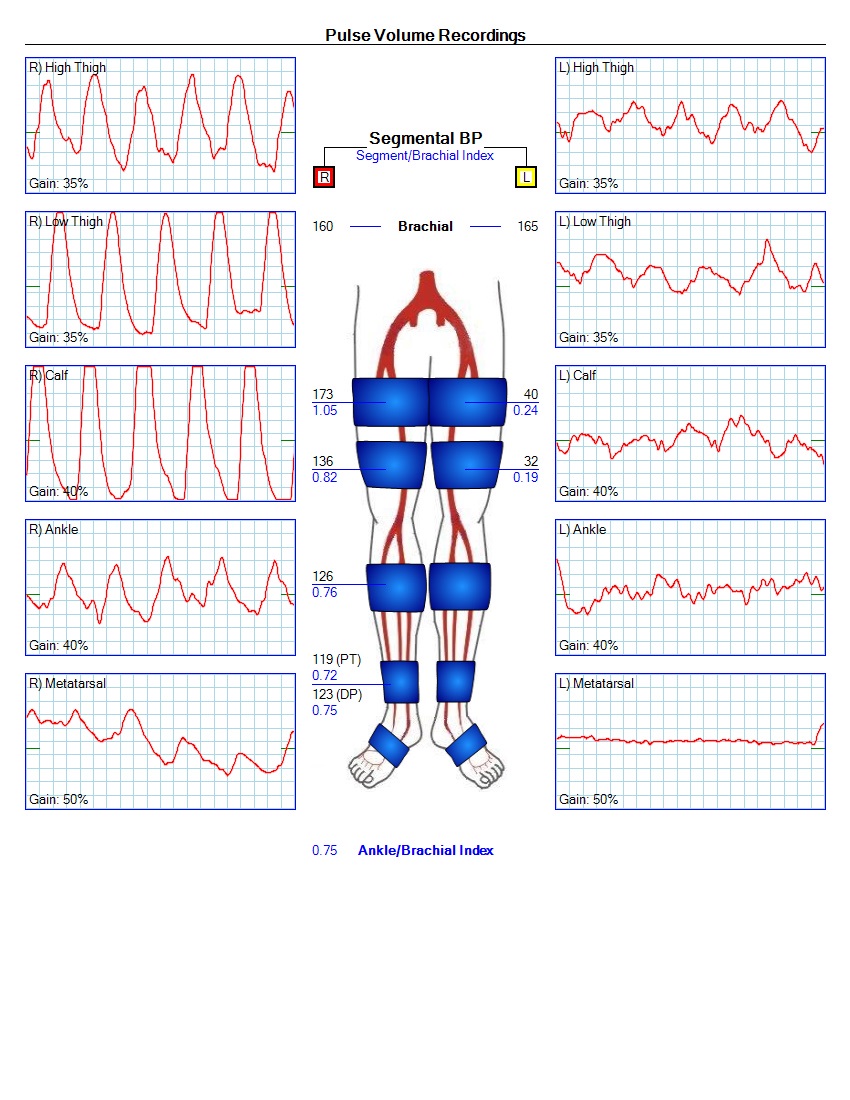 Pulse Volume Recordings
R) High Thigh
Gain: 35%
R) Low Thigh
Gain: 35%
R) Calf
Gain: 40%
R) Ankle
Gain: 40%
R) Metatarsal
Gain: 50%
Segmental BP
Segment/Brachial Index
R L
160 Brachial 165
173 40
1.05 0.24
136 32
0.82 0.19
126
0.76
119 (PT)
0.72
123 (DP)
0.75
0.75 Ankle/Brachial Index
L) High Thigh
Gain: 35%
L) Low Thigh
Gain: 35%
L) Calf
Gain: 40%
L) Ankle
Gain: 40%
L) Metatarsal
Gain: 50%